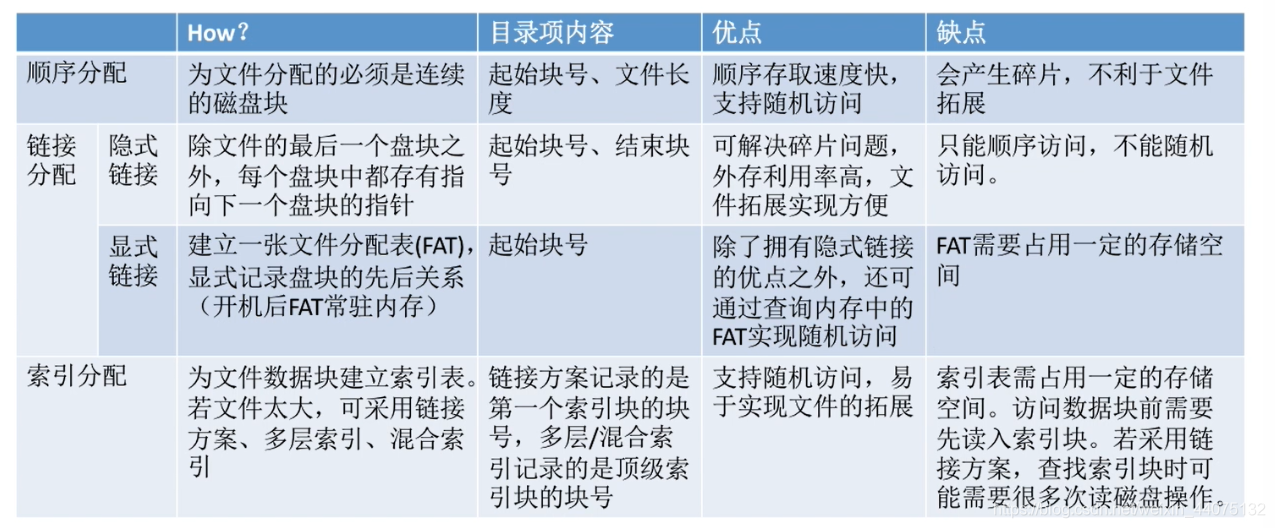 How?
目录项内容
优点
缺点
顺序分配
为文件分配的必须是连续
的磁盘块
起始块号、文件长
度
顺序存取速度快，
支持随机访问
会产生碎片，不利于文件
拓展
链接
分配
隐式
链接
除文件的最后一个盘块之
外，每个盘块中都存有指
向下一个盘块的指针
起始块号、结束块
号
可解决碎片问题，
外存利用率高，文
件拓展实现方便
只能顺序访问，不能随机
访问。
显式
链接
建立一张文件分配表(FAT)，
显式记录盘块的先后关系
（开机后FAT常驻内存）
起始块号
除了拥有隐式链接
的优点之外，还可
通过查询内存中的
FAT实现随机访问
FAT需要占用一定的存储空
间
索引分配
为文件数据块建立索引表。
若文件太大，可采用链接
方案、多层索引、混合索
引
链接方案记录的是
第一个索引块的块
号，多层/混合索
引记录的是顶级索
引块的块号
支持随机访问，易
于实现文件的拓展
索引表需占用一定的存储
空间。访问数据块前需要
先读入索引块。若采用链
接方案，查找索引块时可
能需要很多次读磁盘操作。
https://blog.csdn.net/weixin_44075132